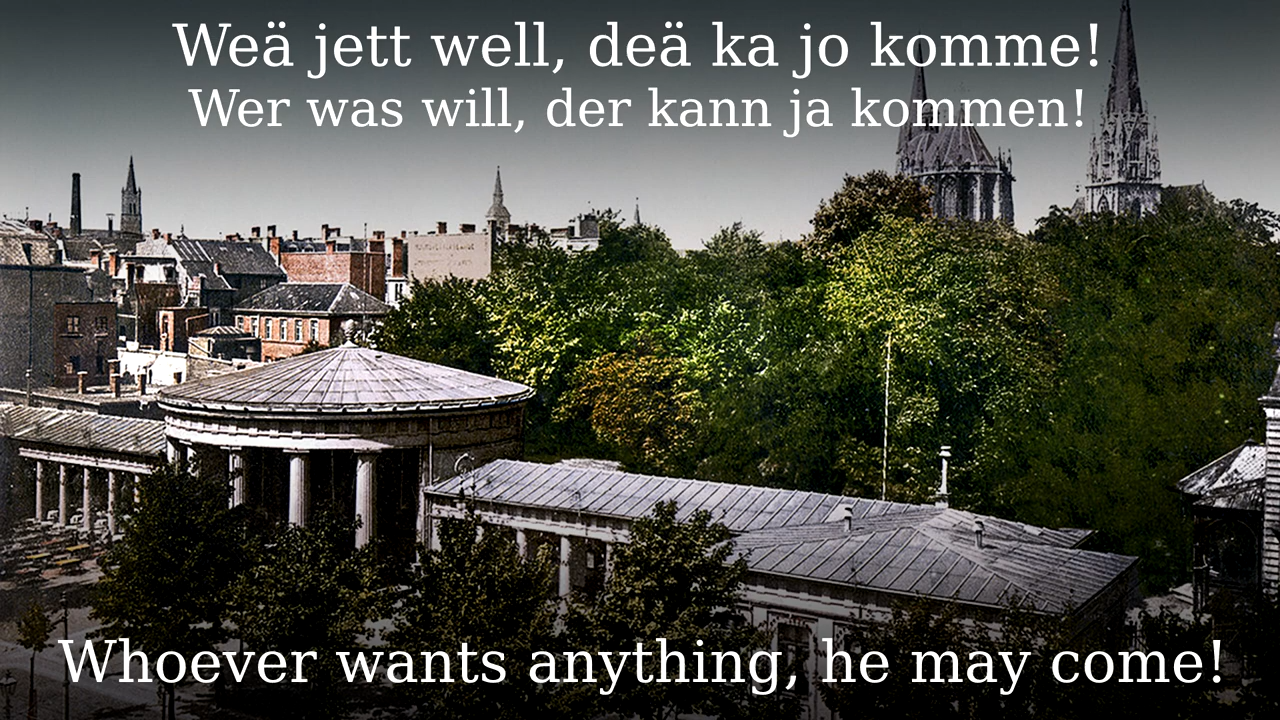 Weä jett well, deä ka jo komme!
Wer was will, der kann ja kommen!
Whoever wants anything, he may come!